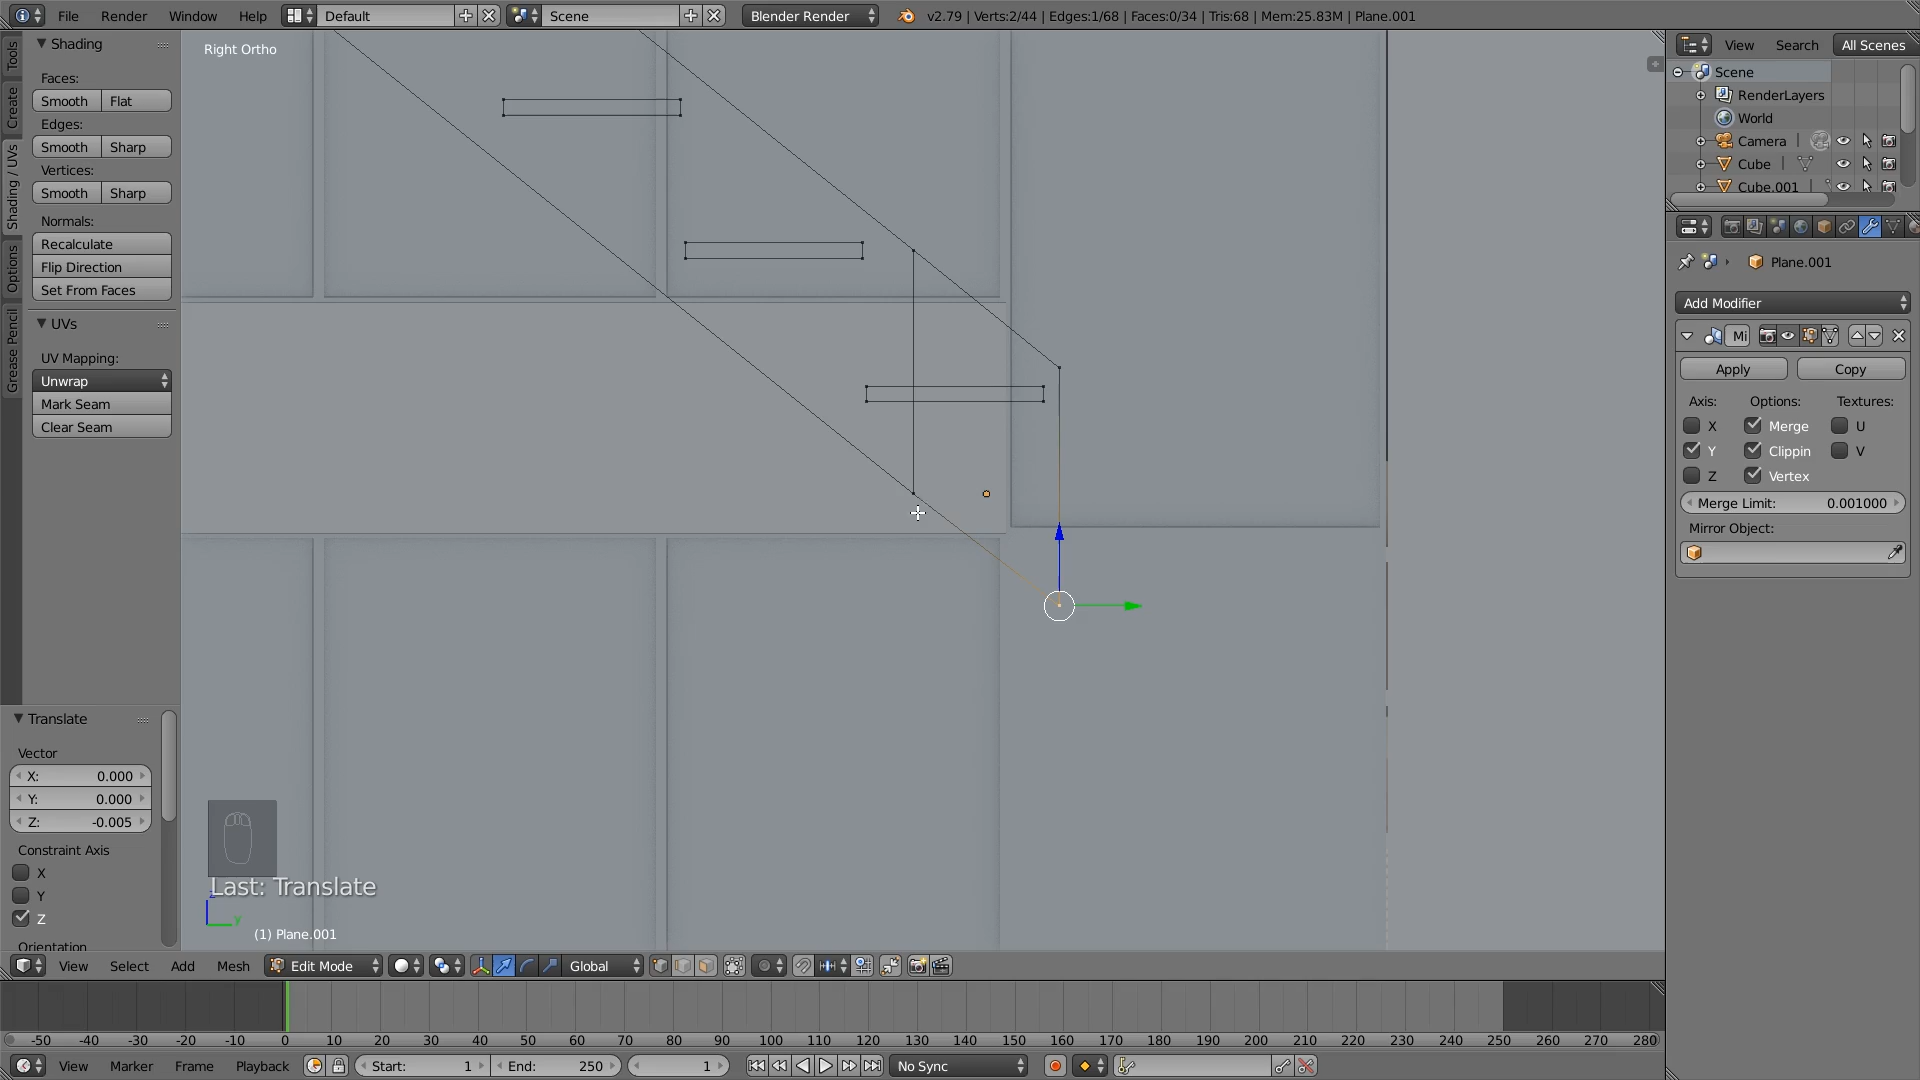 File Render Window Help Default Scene Blender Render v2.79 | Verts:2/44 | Edges:1/68 | Faces:0/34 | Tris:68 | Mem:25.83M | Plane.001
Tools
Create
Shading / UVs
Options
Grease Pencil
Shading
Faces:
Smooth Flat
Edges:
Smooth Sharp
Vertices:
Smooth Sharp
Normals:
Recalculate
Flip Direction
Set From Faces
UVs
UV Mapping:
Unwrap
Mark Seam
Clear Seam
Translate
Vector
X: 0.000
Y: 0.000
Z: -0.005
Constraint Axis
X
Y
Z
Orientation
Right Ortho
Last: Translate
z
y
(1) Plane.001
View Search All Scenes
Scene
RenderLayers
World
Camera
Cube
Cube.001
Plane.001
Add Modifier
Mi
Apply Copy
Axis: Options: Textures:
X Merge U
Y Clippin V
Z Vertex
Merge Limit: 0.001000
Mirror Object:
View Select Add Mesh Edit Mode Global
-50 -40 -30 -20 -10 0 10 20 30 40 50 60 70 80 90 100 110 120 130 140 150 160 170 180 190 200 210 220 230 240 250 260 270 280
View Marker Frame Playback Start: 1 End: 250 1 No Sync